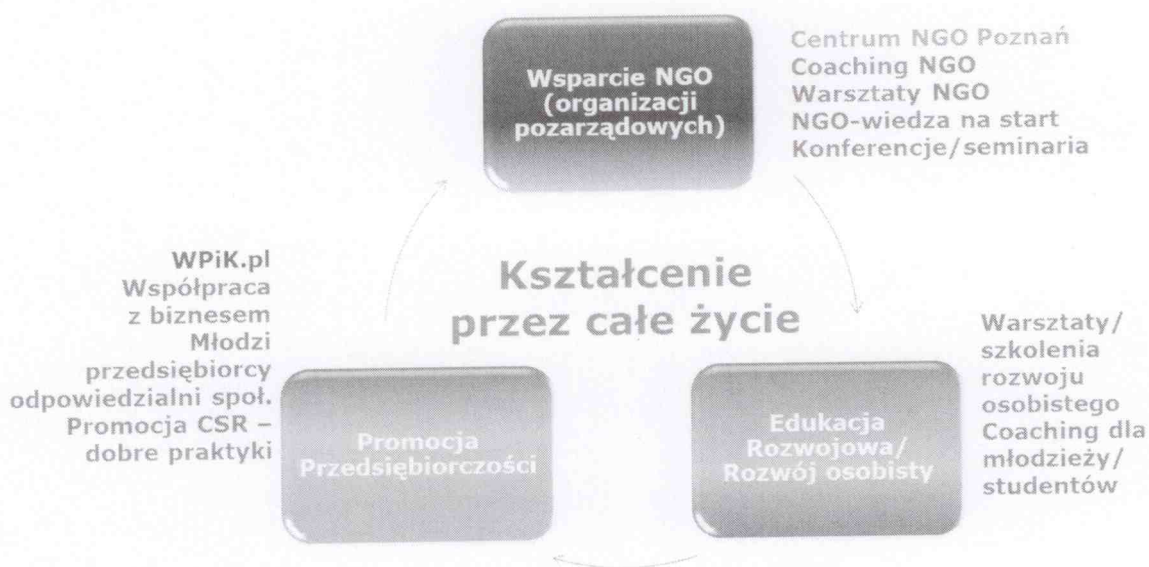 Wsparcie NGO
(organizacji
pozarządowych)
Centrum NGO Poznań
Coaching NGO
Warsztaty NGO
NGO-wiedza na start
Konferencje/seminaria
Kształcenie
przez całe życie
WPiK.pl
Współpraca
z biznesem
Młodzi
przedsiębiorcy
odpowiedzialni społ.
Promocja CSR –
dobre praktyki
Promocja
Przedsiębiorczości
Edukacja
Rozwojowa/
Rozwój osobisty
Warsztaty/
szkolenia
rozwoju
osobistego
Coaching dla
młodzieży/
studentów